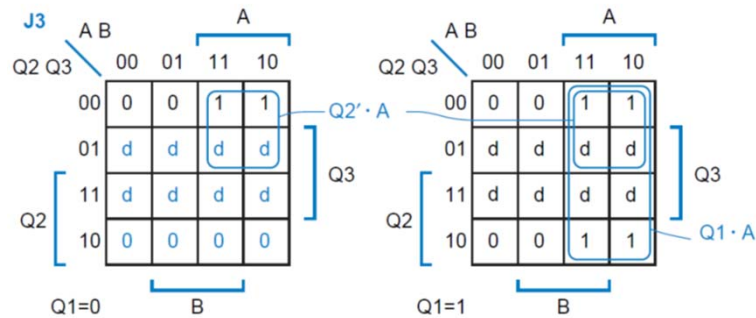 J3
A B
A
Q2 Q3
00 01 11 10
00 0 0 1 1
01 d d d d
11 d d d d
10 0 0 0 0
Q3
Q2
Q1=0
B
Q2′ · A
A B
A
Q2 Q3
00 01 11 10
00 0 0 1 1
01 d d d d
11 d d d d
10 0 0 1 1
Q3
Q2
Q1 · A
Q1=1
B